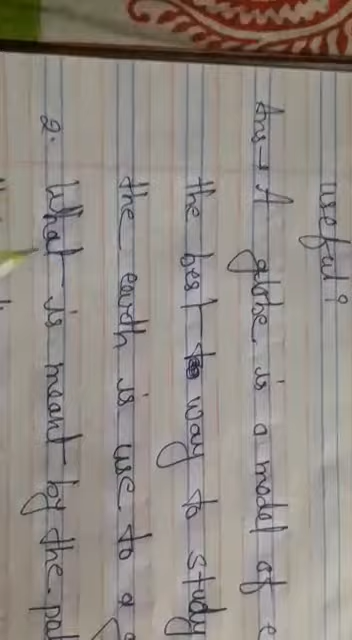 useful?
Ans → A globe is a model of e
the best way to study
the earth is use to a g
2. What is meant by the pal